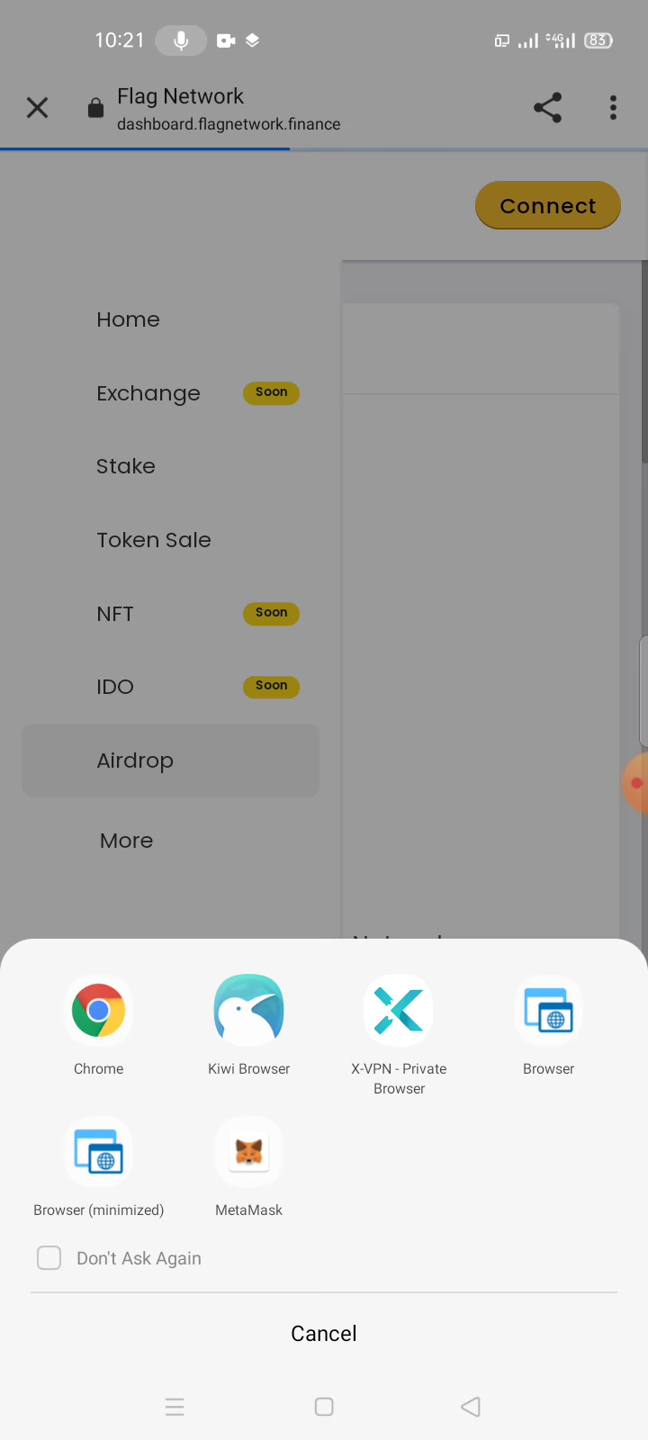 10:21
4G
83
Flag Network
dashboard.flagnetwork.finance
Connect
Home
Exchange Soon
Stake
Token Sale
NFT Soon
IDO Soon
Airdrop
More
Chrome
Kiwi Browser
X-VPN - Private
Browser
Browser
Browser (minimized)
MetaMask
Don't Ask Again
Cancel